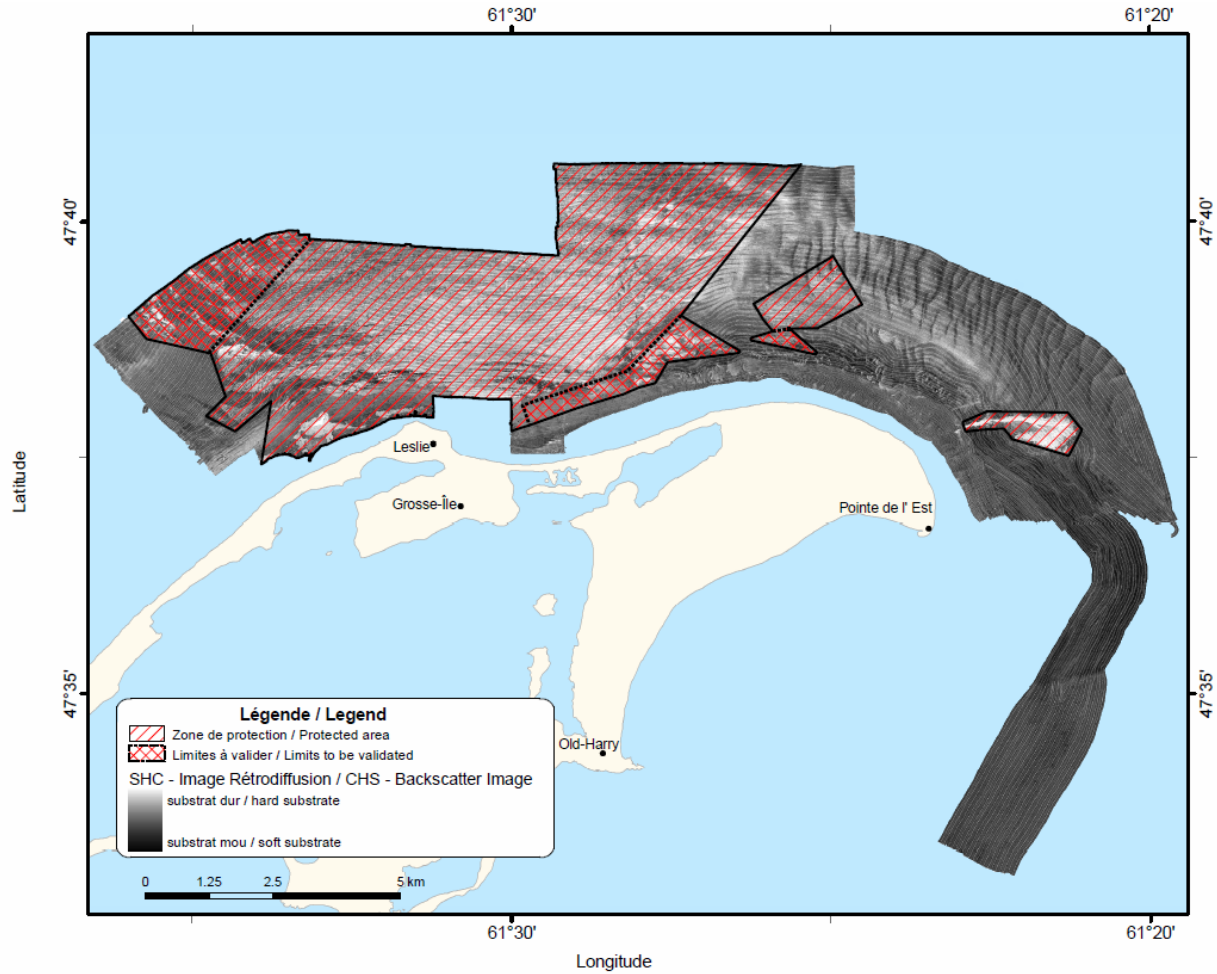 61°30'
61°20'
47°40'
47°40'
Leslie
Grosse-Île
Pointe de l' Est
Latitude
47°35'
47°35'
Légende / Legend
Zone de protection / Protected area
Limites à valider / Limits to be validated
SHC - Image Rétrodiffusion / CHS - Backscatter Image
substrat dur / hard substrate
substrat mou / soft substrate
Old-Harry
0 1.25 2.5 5 km
61°30'
61°20'
Longitude